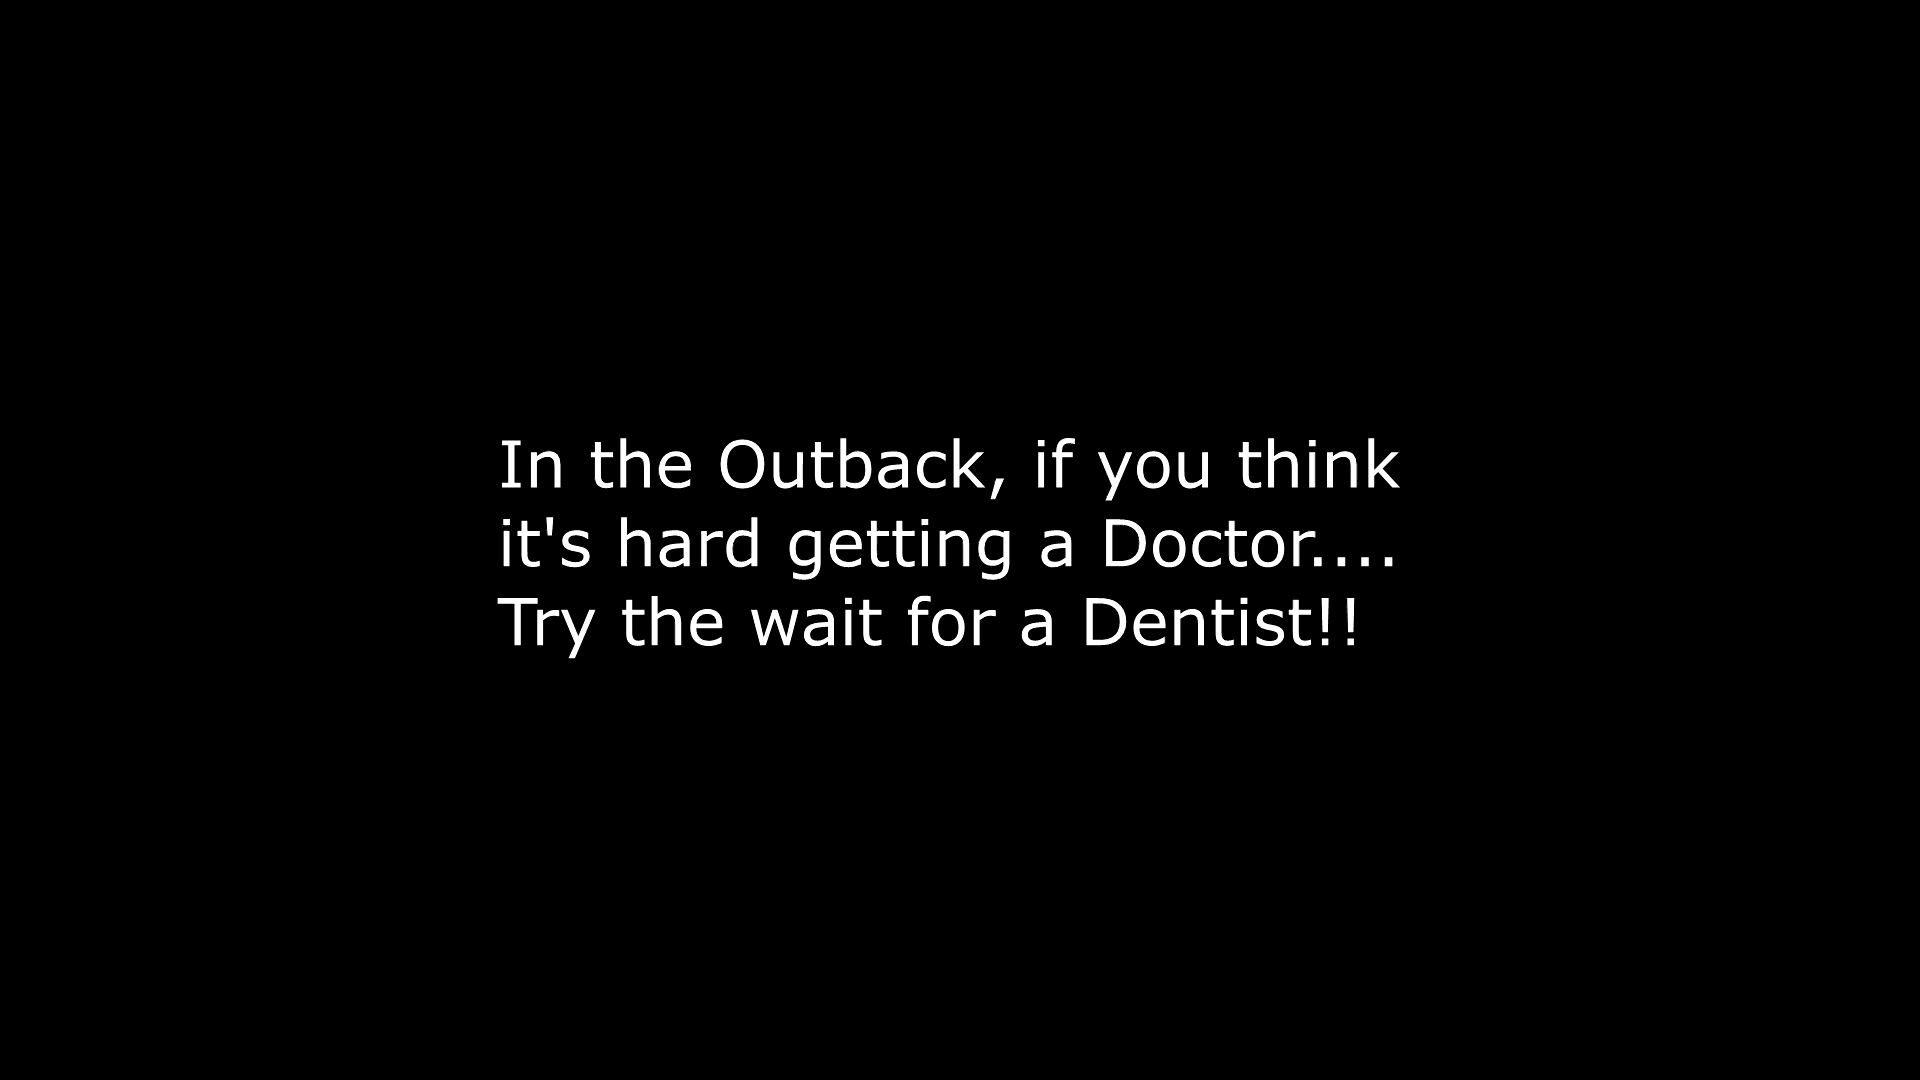 In the Outback, if you think
it's hard getting a Doctor....
Try the wait for a Dentist!!